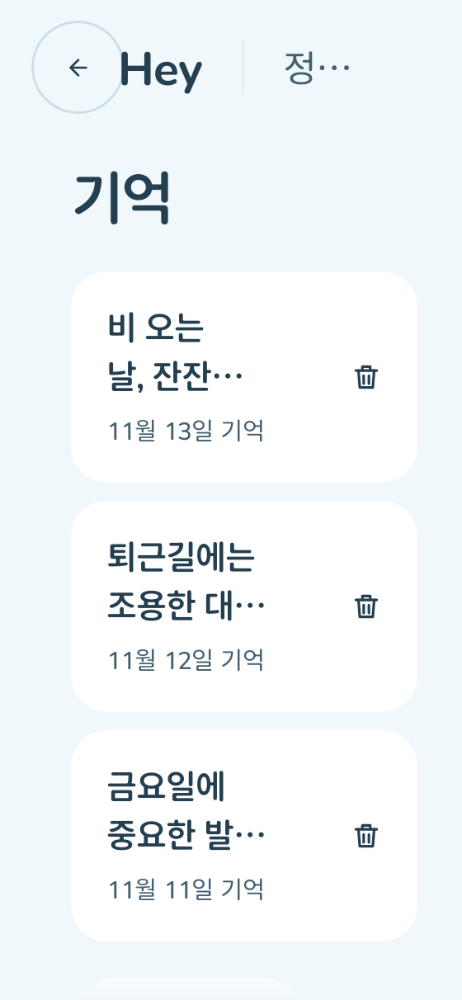 Hey
정…
기억
비 오는
날, 잔잔…
11월 13일 기억
퇴근길에는
조용한 대…
11월 12일 기억
금요일에
중요한 발…
11월 11일 기억